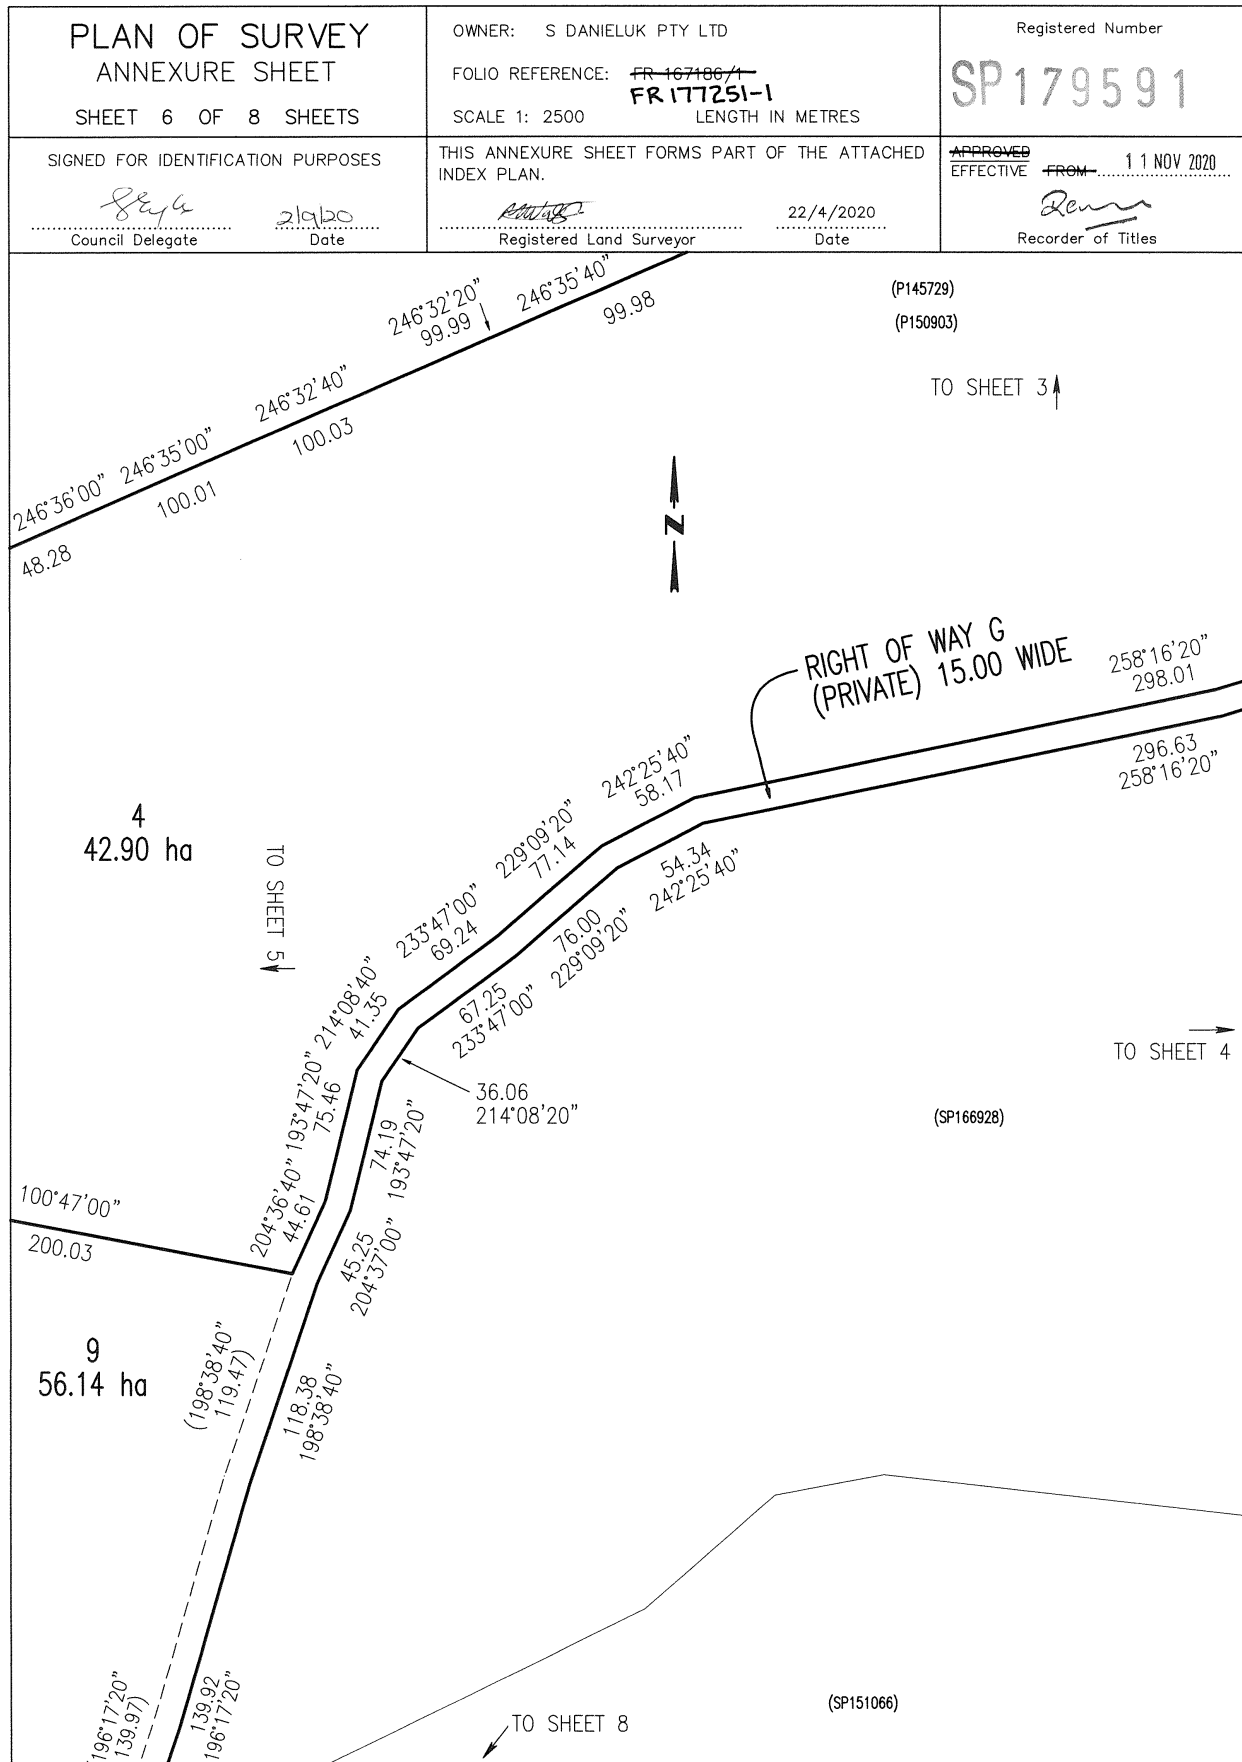 PLAN OF SURVEY
ANNEXURE SHEET
SHEET 6 OF 8 SHEETS
OWNER: S DANIELUK PTY LTD
FOLIO REFERENCE: FR 167186/1
FR 177251-1
SCALE 1: 2500 LENGTH IN METRES
Registered Number
SP179591
SIGNED FOR IDENTIFICATION PURPOSES
2/9/20
Council Delegate Date
THIS ANNEXURE SHEET FORMS PART OF THE ATTACHED
INDEX PLAN.
22/4/2020
Registered Land Surveyor Date
APPROVED
EFFECTIVE FROM 11 NOV 2020
Recorder of Titles
246°36'00"
48.28
246°35'00"
100.01
246°32'40"
100.03
246°32'20"
99.99
246°35'40"
99.98
(P145729)
(P150903)
TO SHEET 3
N
RIGHT OF WAY G
(PRIVATE) 15.00 WIDE
258°16'20"
298.01
296.63
258°16'20"
242°25'40"
58.17
54.34
242°25'40"
229°09'20"
77.14
76.00
229°09'20"
4
42.90 ha
TO SHEET 5
233°47'00"
69.24
67.25
233°47'00"
214°08'40"
41.35
36.06
214°08'20"
TO SHEET 4
193°47'20"
75.46
74.19
193°47'20"
(SP166928)
204°36'40"
44.61
45.25
204°37'00"
100°47'00"
200.03
9
56.14 ha
(198°38'40"
119.47)
118.38
198°38'40"
196°17'20"
139.97)
139.92
196°17'20"
TO SHEET 8
(SP151066)